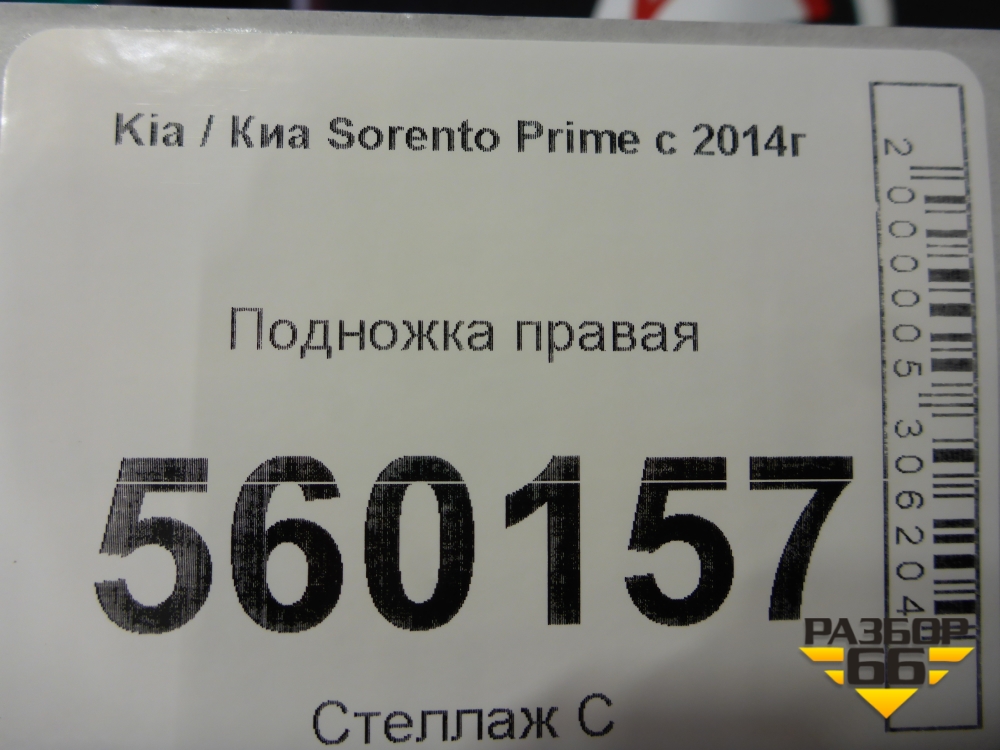 Kia / Киа Sorento Prime с 2014г
Подножка правая
560157
Стеллаж С
2000005306204
РАЗБОР
66